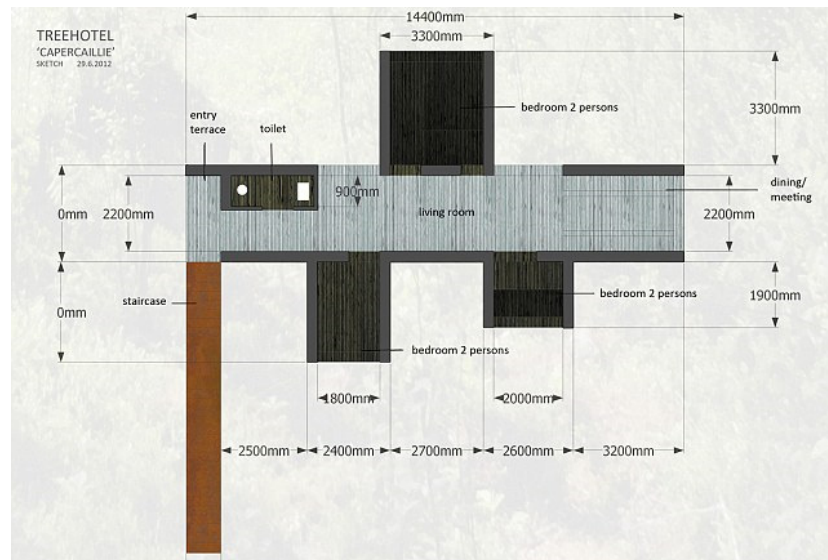 TREEHOTEL
'CAPERCAILLIE'
SKETCH 29.6.2012
14400mm
3300mm
bedroom 2 persons
3300mm
entry
terrace
toilet
900mm
dining/
meeting
0mm
2200mm
living room
2200mm
staircase
0mm
bedroom 2 persons
1900mm
bedroom 2 persons
1800mm
2000mm
2500mm
2400mm
2700mm
2600mm
3200mm